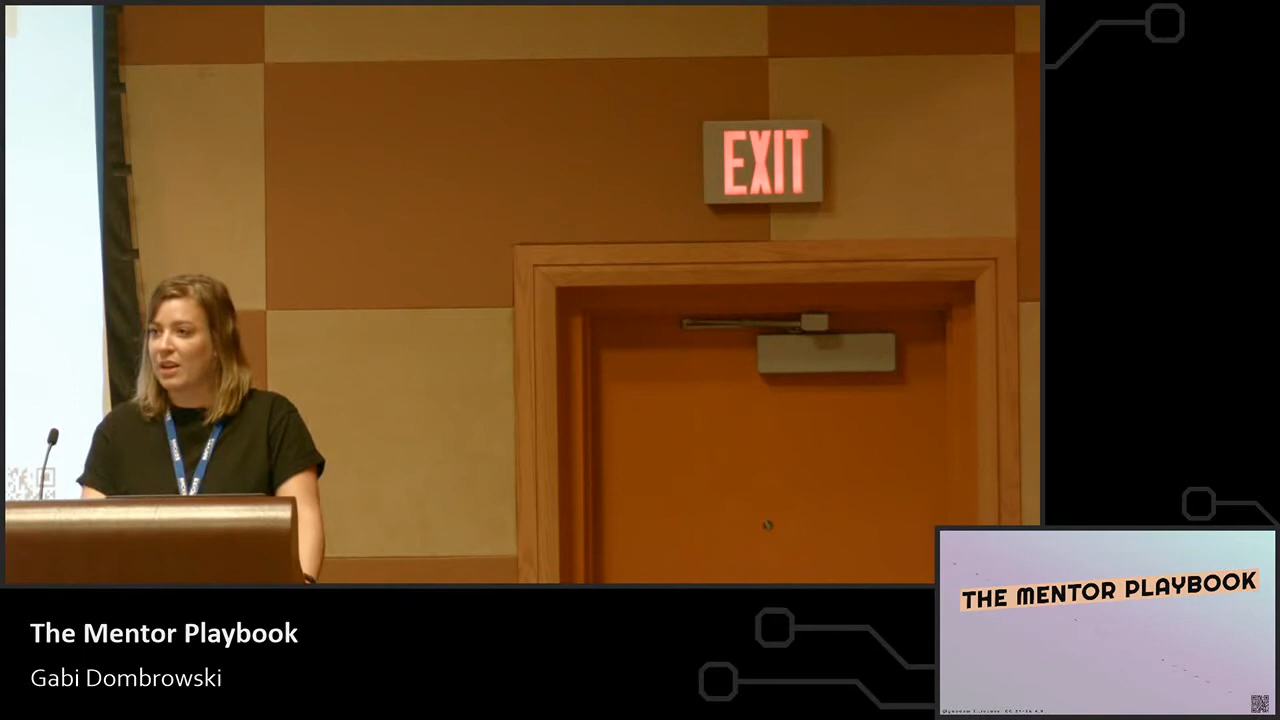 EXIT
THE MENTOR PLAYBOOK
The Mentor Playbook
Gabi Dombrowski